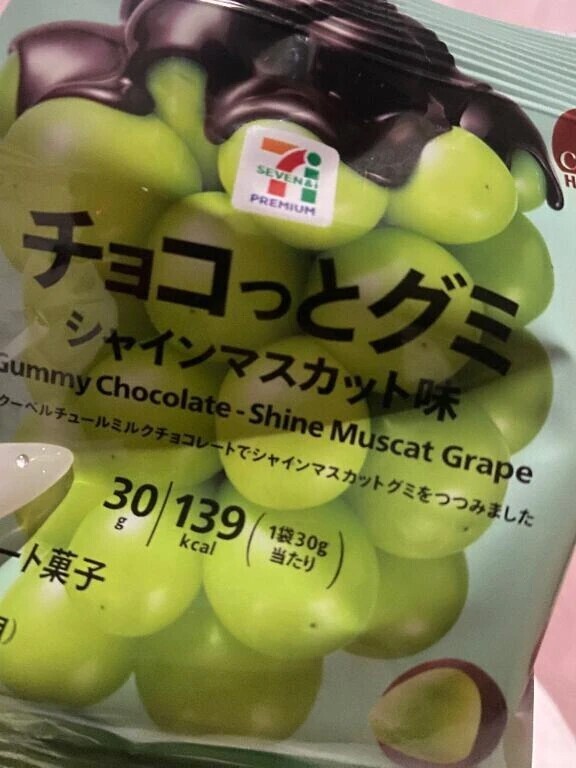 SEVEN&i
PREMIUM
チョコっとグミ
シャインマスカット味
Gummy Chocolate - Shine Muscat Grape
クーベルチュールミルクチョコレートでシャインマスカットグミをつつみました
30g 139kcal (1袋30g当たり)
ート菓子